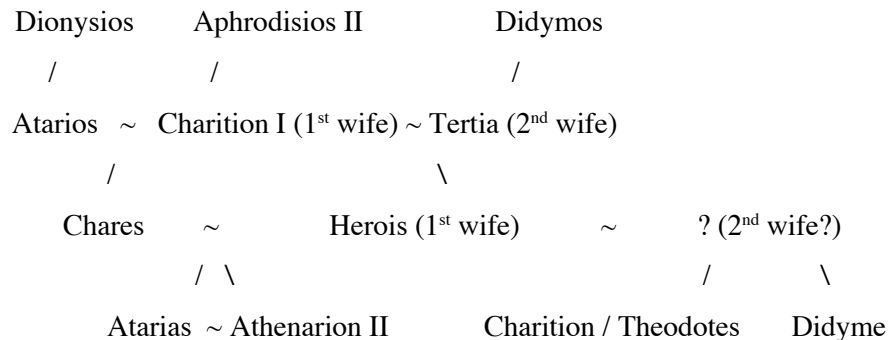 Dionysios Aphrodisios II Didymos
/ / /
Atarios ~ Charition I (1st wife) ~ Tertia (2nd wife)
/ \
Chares ~ Herois (1st wife) ~ ? (2nd wife?)
/ \ / \
Atarias ~ Athenarion II Charition / Theodotes Didyme